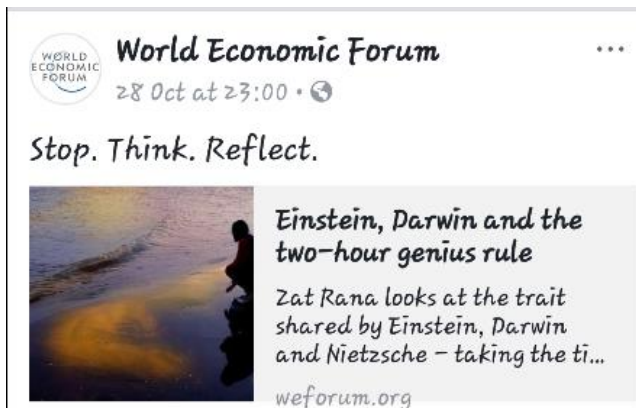 WORLD
ECONOMIC
FORUM
World Economic Forum
28 Oct at 23:00 •
Stop. Think. Reflect.
Einstein, Darwin and the
two-hour genius rule
Zat Rana looks at the trait
shared by Einstein, Darwin
and Nietzsche – taking the ti...
weforum.org